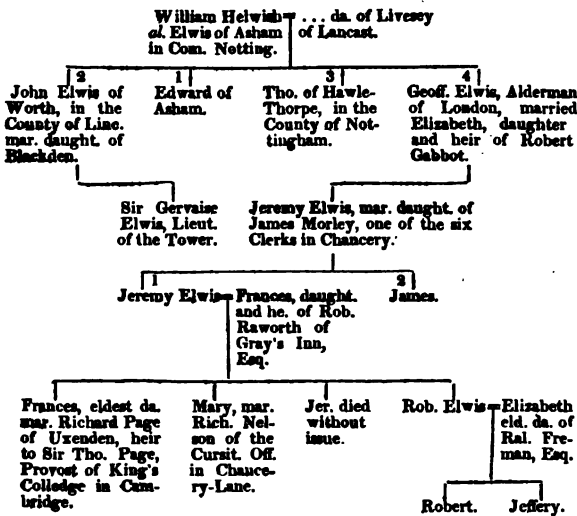 William Helwish ... da. of Livesey
al. Elwis of Asham of Lancast.
in Com. Notting.
2
John Elwis of
Worth, in the
County of Linc.
mar. daught. of
Bleckden.
1
Edward of
Asham.
3
Tho. of Hawle-
Thorpe, in the
County of Not-
tingham.
4
Geoff. Elwis, Alderman
of London, married
Elizabeth, daughter
and heir of Robert
Gabbot.
Sir Gervaise
Elwis, Lieut.
of the Tower.
Jeremy Elwis, mar. daught. of
James Morley, one of the six
Clerks in Chancery.
1
Jeremy Elwis
Frances, daught.
and he. of Rob.
Raworth of
Gray's Inn,
Esq.
2
James.
Frances, eldest da.
mar. Richard Page
of Uxenden, heir
to Sir Tho. Page,
Provost of King's
Colledge in Cam-
bridge.
Mary, mar.
Rich. Nel-
son of the
Cursit. Off.
in Chance-
ry-Lane.
Jer. died
without
issue.
Rob. Elwis
Elizabeth
eld. da. of
Ral. Fre-
man, Esq.
Robert.
Jeffery.